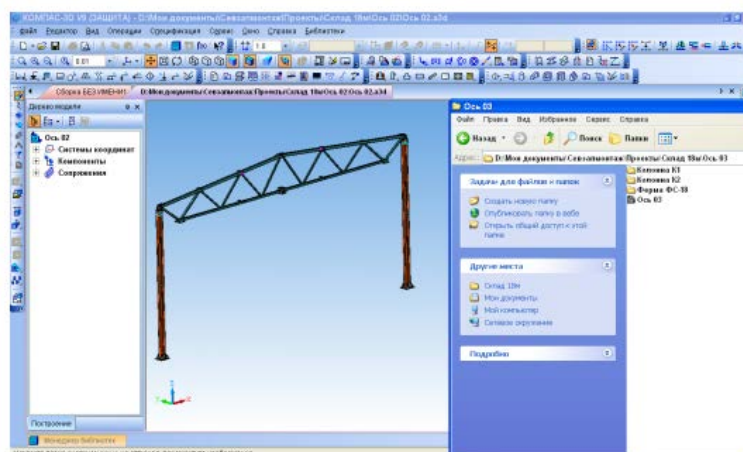 КОМПАС-3D V9 (ЗАЩИТА) - D:\Мои документы\Севзапмонтаж\Проекты\Склад 18м\Ось 02\Ось 02.a3d
Файл Редактор Вид Операции Спецификация Сервис Окно Справка Библиотеки
1.0
0.01
Сборка БЕЗ ИМЕНИ1
D:\Мои документы\Севзапмонтаж\Проекты\Склад 18м\Ось 02\Ось 02.a3d
Дерево модели
Ось 02
Системы координат
Компоненты
Сопряжения
Построение
Менеджер библиотек
Ось 03
Файл Правка Вид Избранное Сервис Справка
Назад
Поиск
Папки
Адрес: D:\Мои документы\Севзапмонтаж\Проекты\Склад 18м\Ось 03
Задачи для файлов и папок
Создать новую папку
Опубликовать папку в вебе
Открыть общий доступ к этой папке
Другие места
Склад 18м
Мои документы
Мой компьютер
Сетевое окружение
Подробно
Колонна К1
Колонна К2
Ферма ФС-18
Ось 03